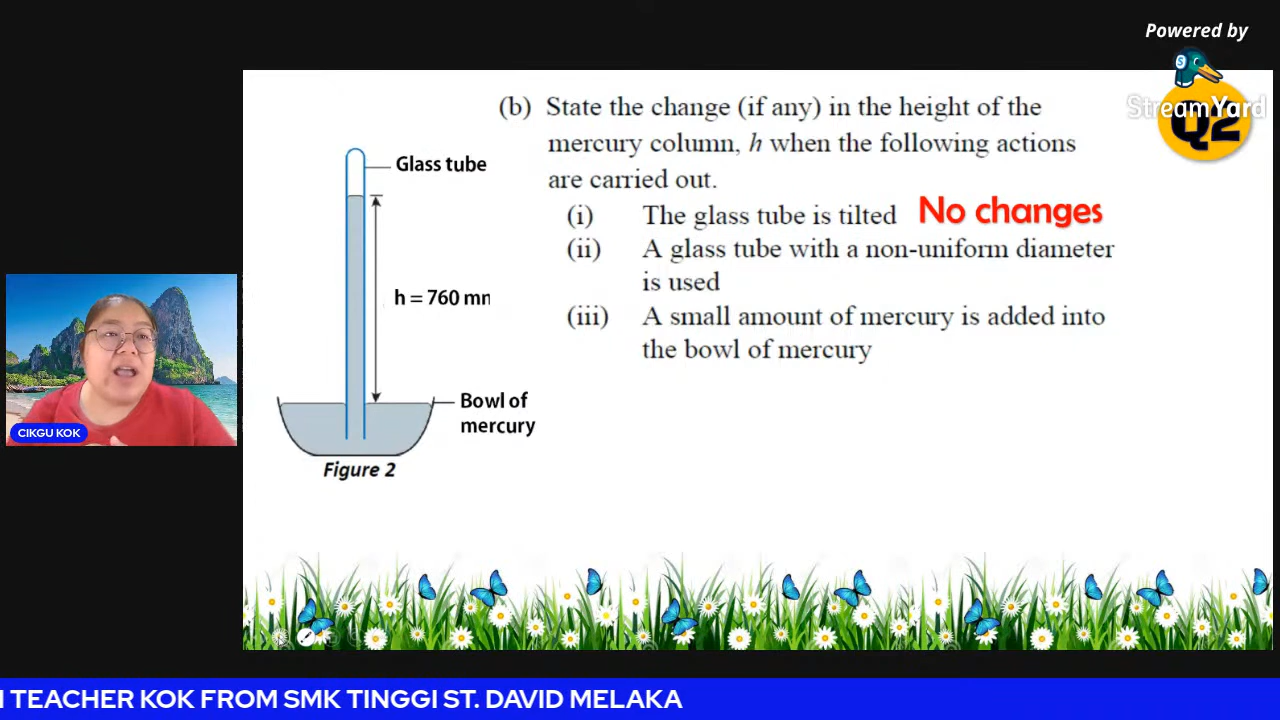 Powered by
StreamYard
Q2
(b) State the change (if any) in the height of the
mercury column, h when the following actions
are carried out.
(i) The glass tube is tilted No changes
(ii) A glass tube with a non-uniform diameter
is used
(iii) A small amount of mercury is added into
the bowl of mercury
Glass tube
h = 760 mn
Bowl of
mercury
Figure 2
CIKGU KOK
TEACHER KOK FROM SMK TINGGI ST. DAVID MELAKA